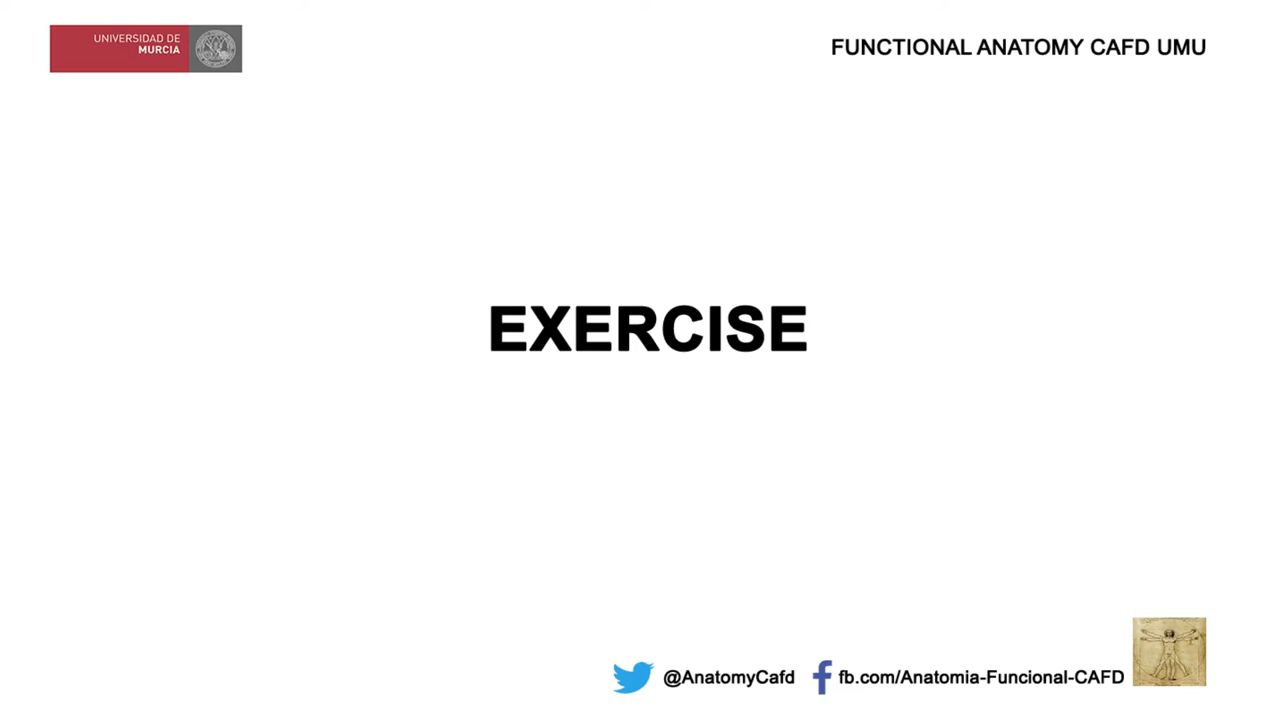 UNIVERSIDAD DE
MURCIA
FUNCTIONAL ANATOMY CAFD UMU
EXERCISE
@AnatomyCafd
fb.com/Anatomia-Funcional-CAFD